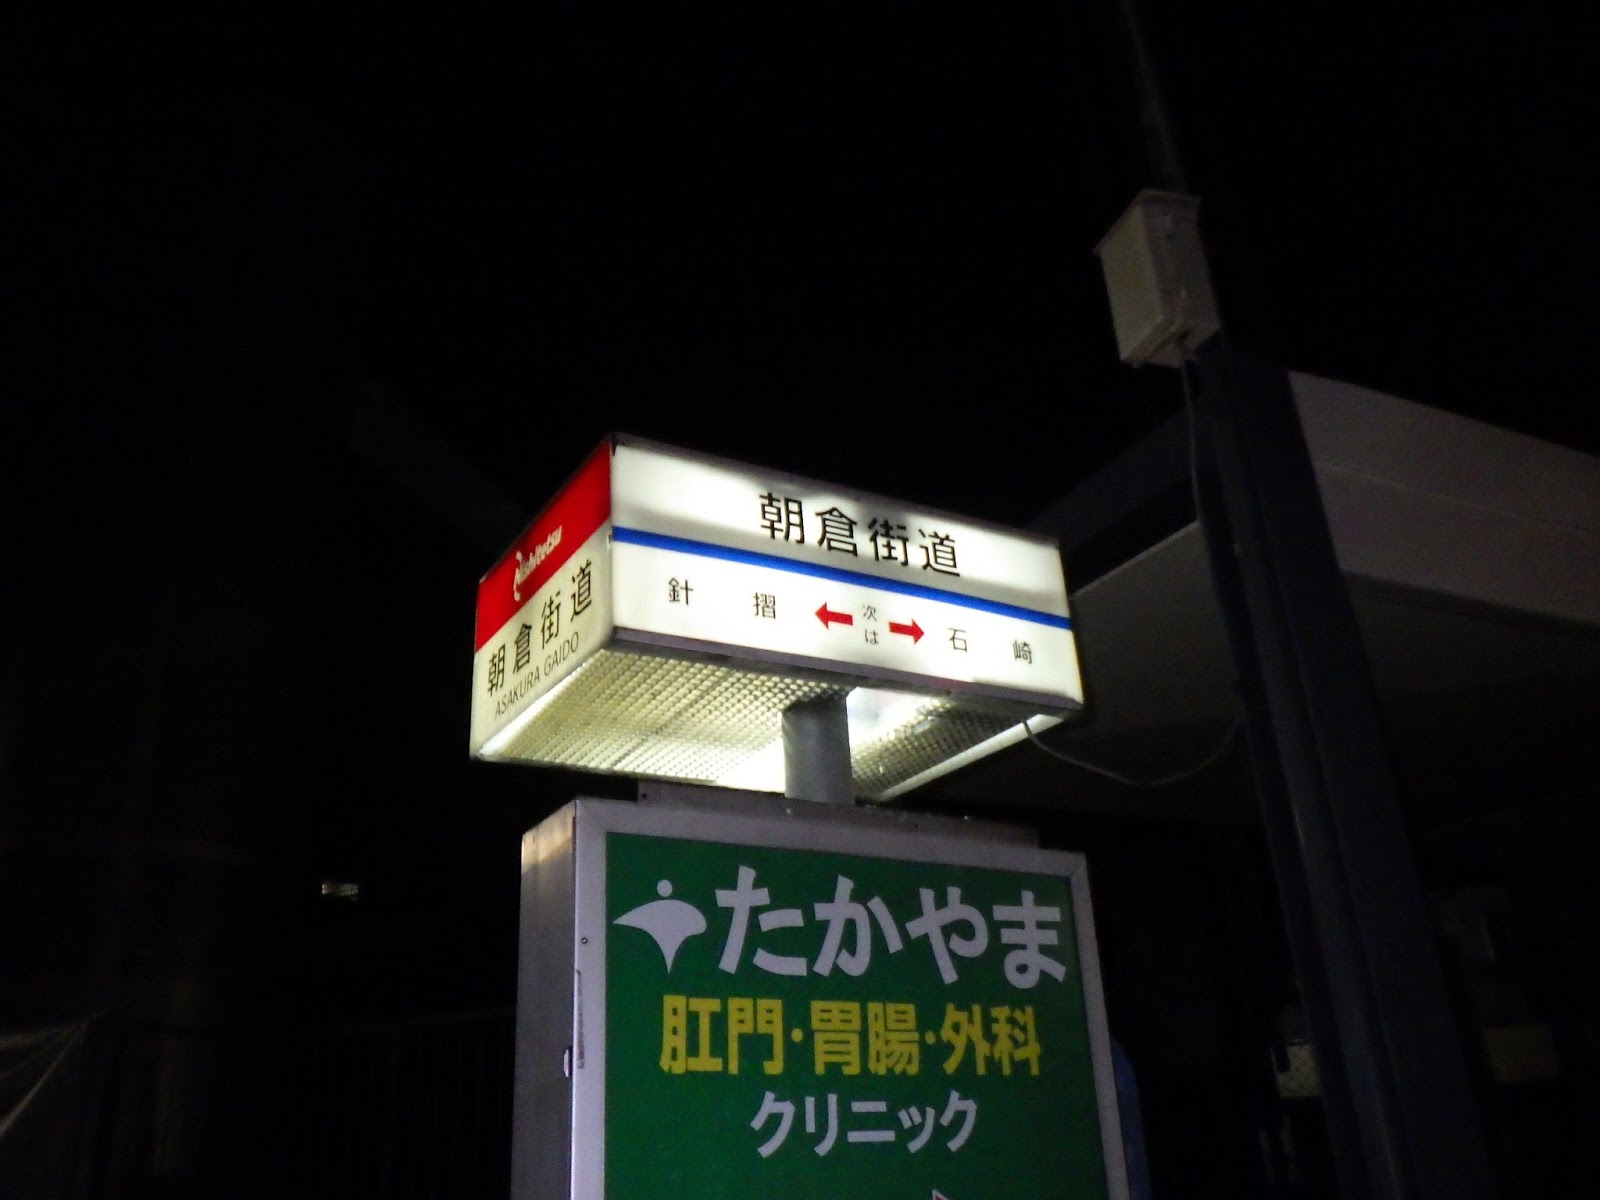 Nishitetsu
朝倉街道
ASAKURA GAIDO
朝倉街道
針摺 ← 次は → 石崎
たかやま
肛門・胃腸・外科
クリニック